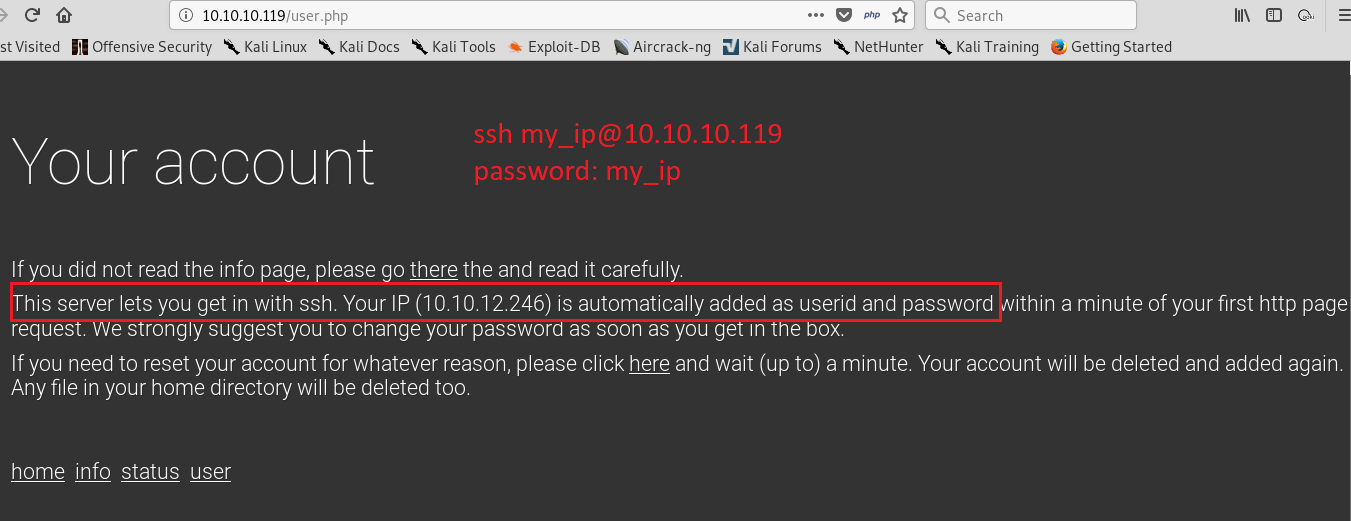 10.10.10.119/user.php
php
Search
st Visited Offensive Security Kali Linux Kali Docs Kali Tools Exploit-DB Aircrack-ng Kali Forums NetHunter Kali Training Getting Started
ssh my_ip@10.10.10.119
Your account
password: my_ip
If you did not read the info page, please go there the and read it carefully.
This server lets you get in with ssh. Your IP (10.10.12.246) is automatically added as userid and password within a minute of your first http page
request. We strongly suggest you to change your password as soon as you get in the box.
If you need to reset your account for whatever reason, please click here and wait (up to) a minute. Your account will be deleted and added again.
Any file in your home directory will be deleted too.
home info status user